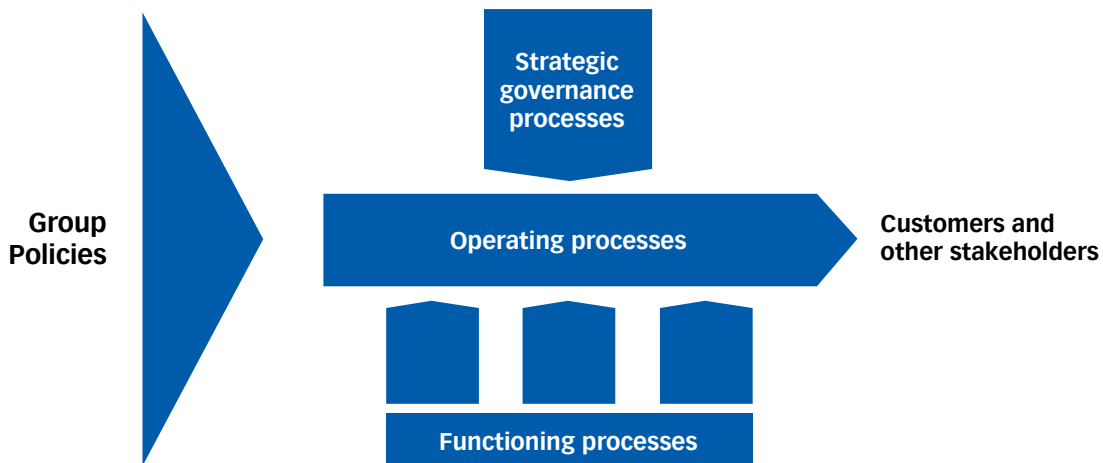 Strategic
governance
processes
Group
Policies
Operating processes
Customers and
other stakeholders
Functioning processes